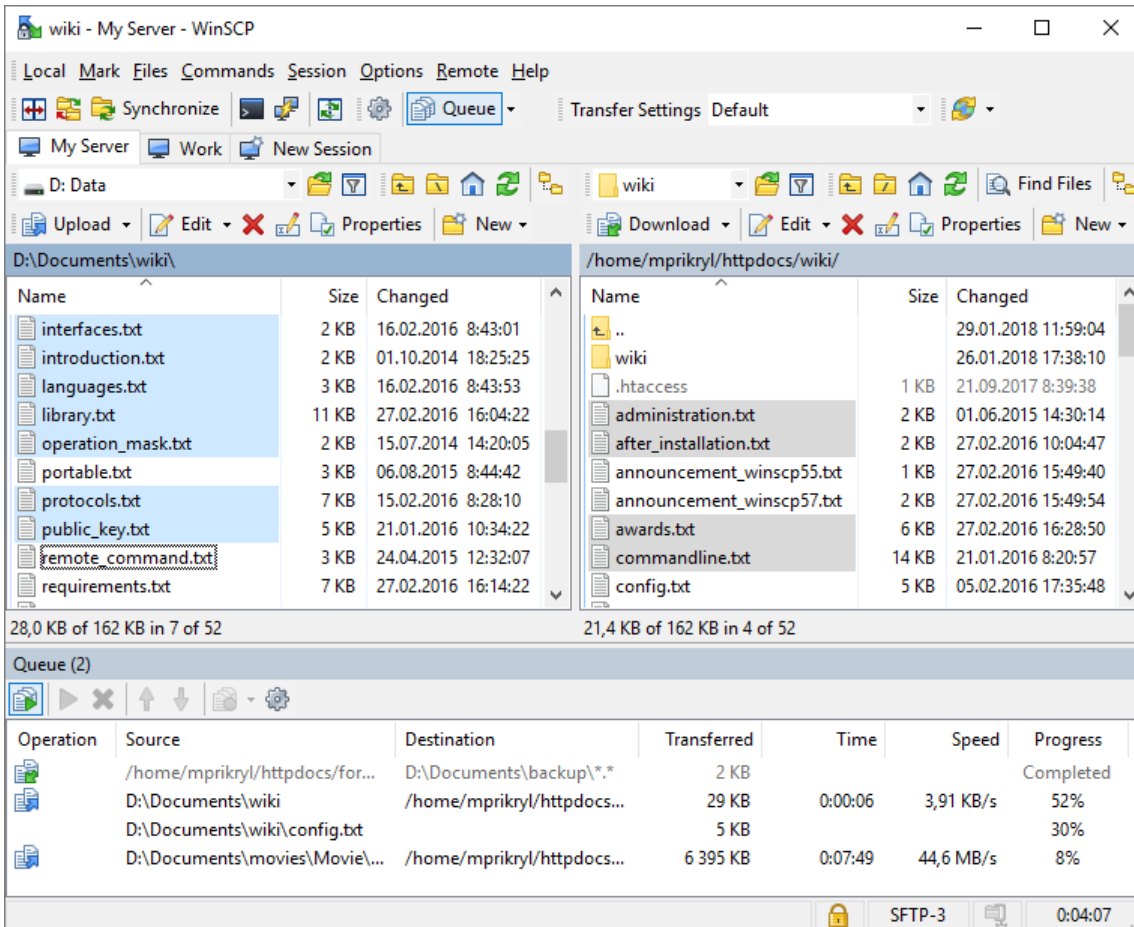 wiki - My Server - WinSCP
Local Mark Files Commands Session Options Remote Help
Synchronize Queue Transfer Settings Default
My Server Work New Session
D: Data wiki Find Files
Upload Edit Properties New Download Edit Properties New
D:\Documents\wiki\ /home/mprikryl/httpdocs/wiki/
Name Size Changed Name Size Changed
interfaces.txt 2 KB 16.02.2016 8:43:01 .. 29.01.2018 11:59:04
introduction.txt 2 KB 01.10.2014 18:25:25 wiki 26.01.2018 17:38:10
languages.txt 3 KB 16.02.2016 8:43:53 .htaccess 1 KB 21.09.2017 8:39:38
library.txt 11 KB 27.02.2016 16:04:22 administration.txt 2 KB 01.06.2015 14:30:14
operation_mask.txt 2 KB 15.07.2014 14:20:05 after_installation.txt 2 KB 27.02.2016 10:04:47
portable.txt 3 KB 06.08.2015 8:44:42 announcement_winscp55.txt 1 KB 27.02.2016 15:49:40
protocols.txt 7 KB 15.02.2016 8:28:10 announcement_winscp57.txt 2 KB 27.02.2016 15:49:54
public_key.txt 5 KB 21.01.2016 10:34:22 awards.txt 6 KB 27.02.2016 16:28:50
remote_command.txt 3 KB 24.04.2015 12:32:07 commandline.txt 14 KB 21.01.2016 8:20:57
requirements.txt 7 KB 27.02.2016 16:14:22 config.txt 5 KB 05.02.2016 17:35:48
28,0 KB of 162 KB in 7 of 52 21,4 KB of 162 KB in 4 of 52
Queue (2)
Operation Source Destination Transferred Time Speed Progress
/home/mprikryl/httpdocs/for... D:\Documents\backup\*.* 2 KB Completed
D:\Documents\wiki /home/mprikryl/httpdocs... 29 KB 0:00:06 3,91 KB/s 52%
D:\Documents\wiki\config.txt 5 KB 30%
D:\Documents\movies\Movie\... /home/mprikryl/httpdocs... 6 395 KB 0:07:49 44,6 MB/s 8%
SFTP-3 0:04:07